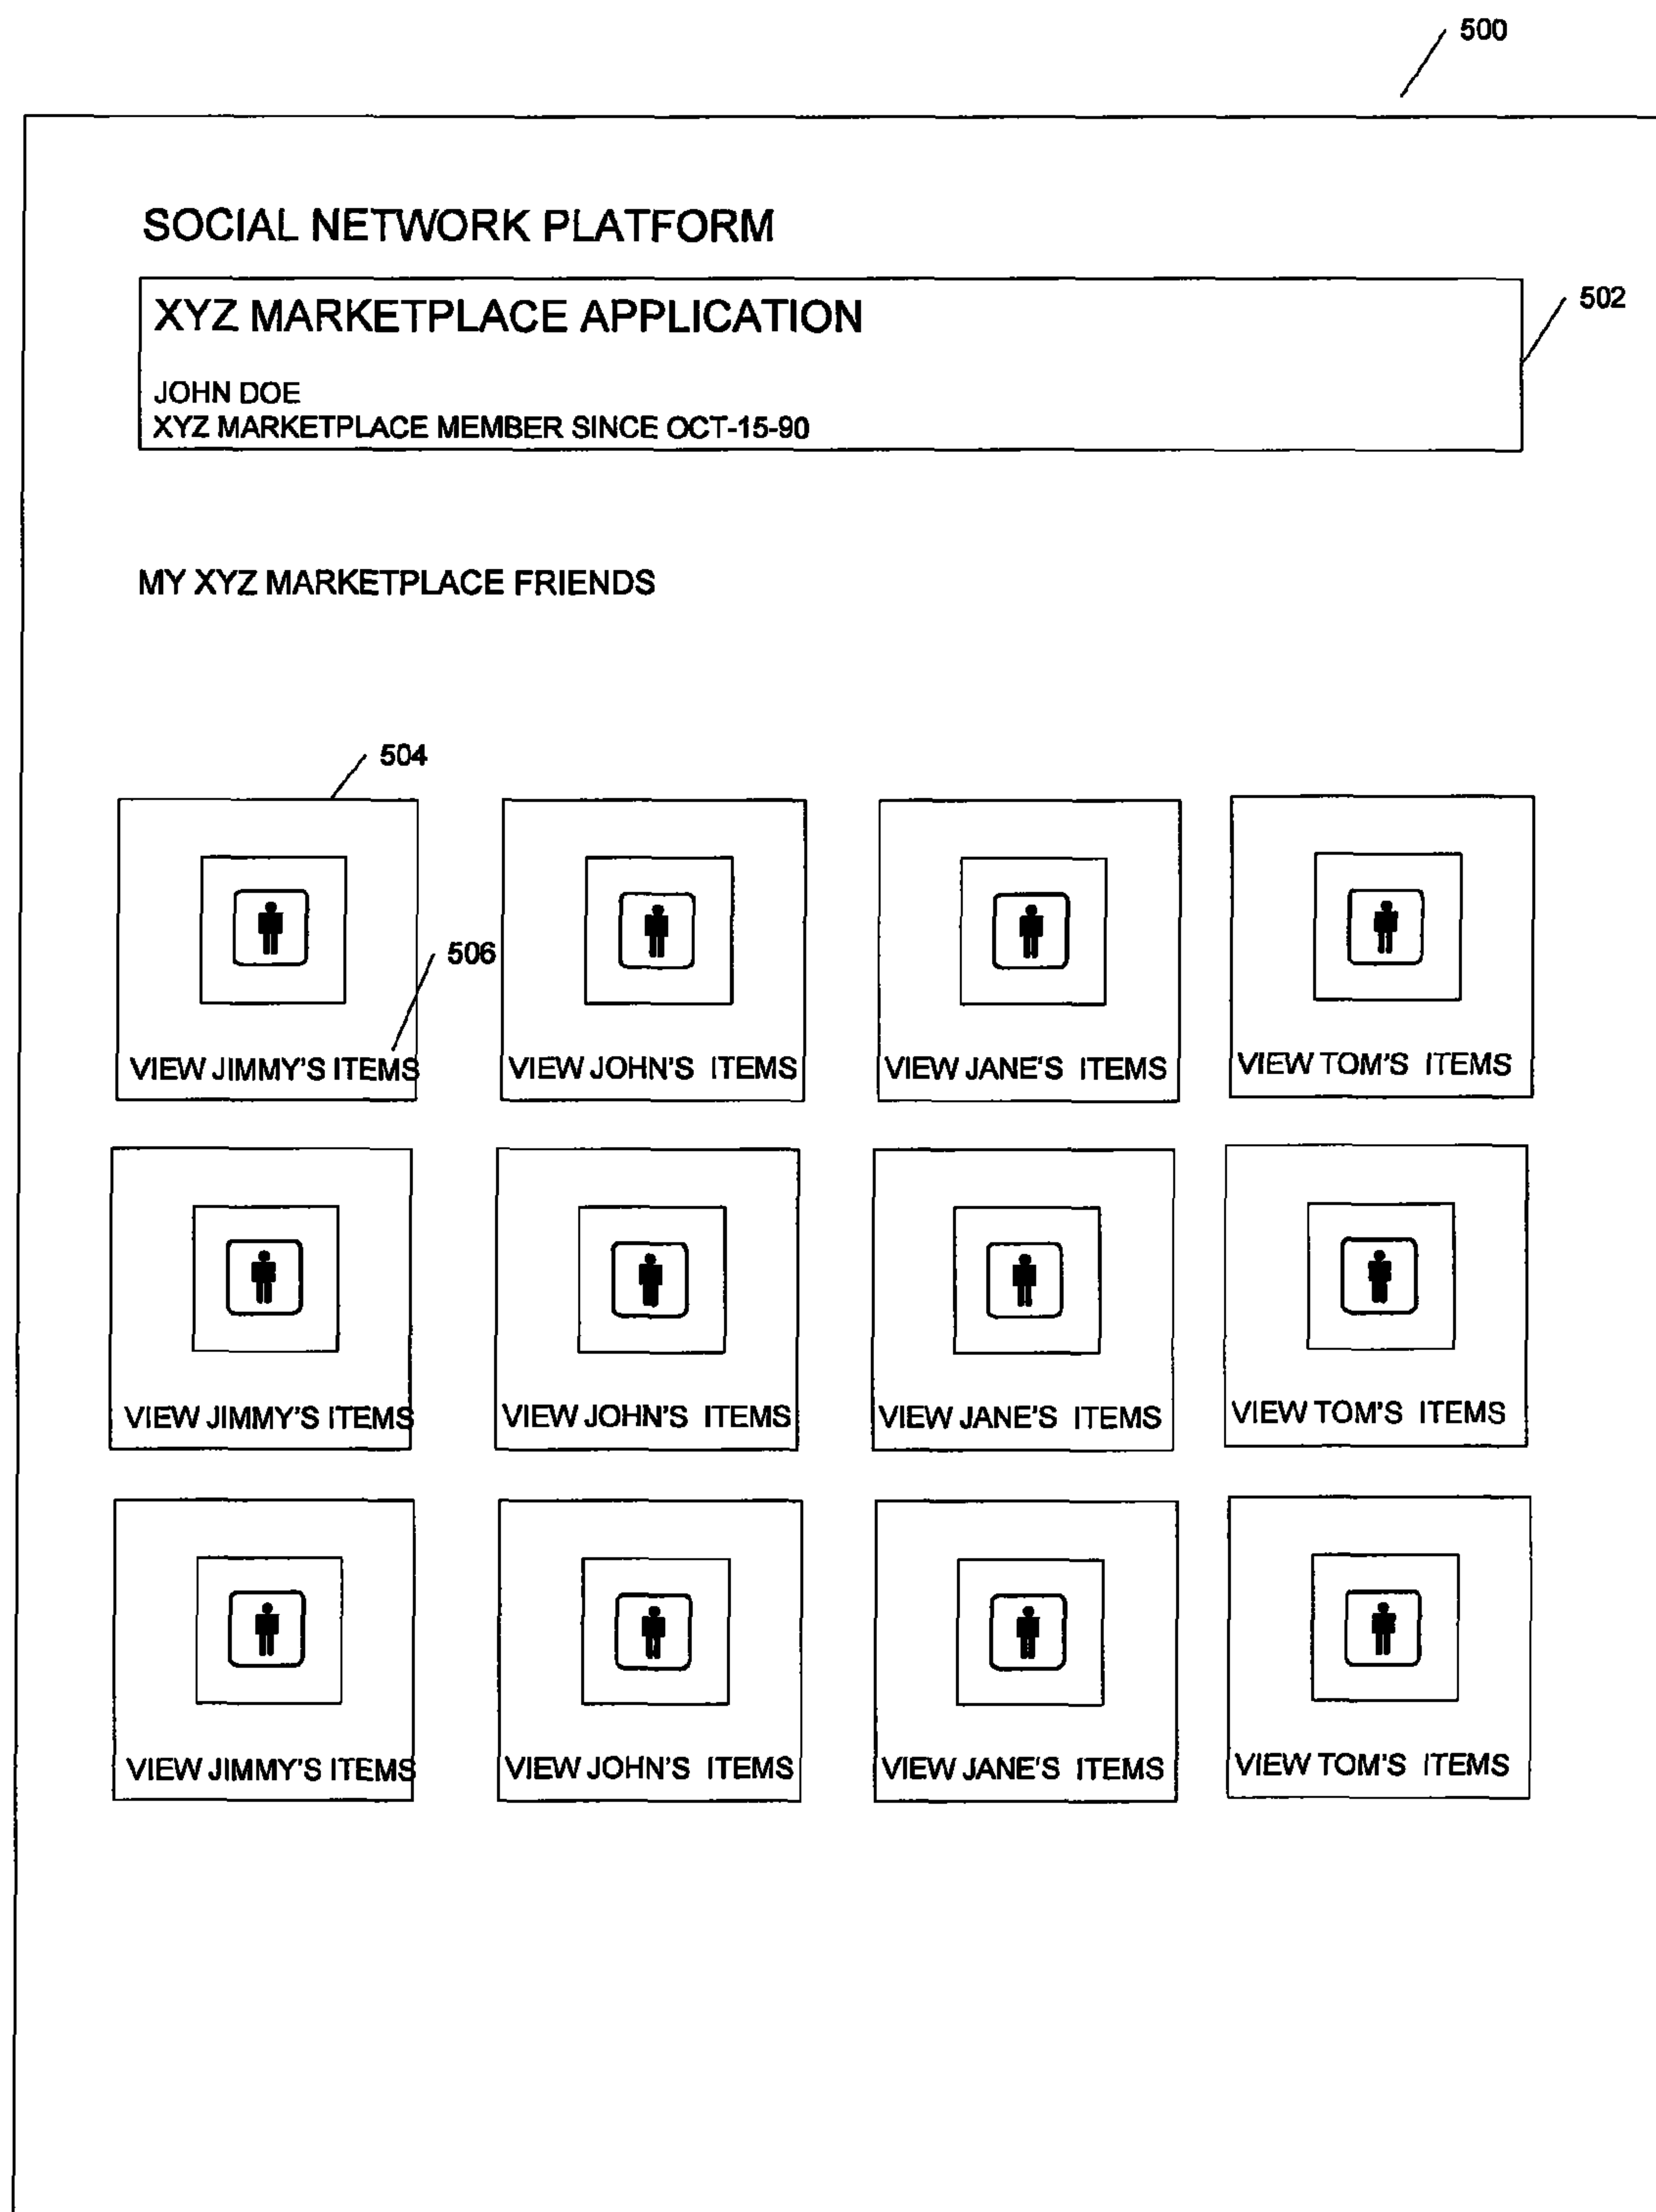 500
SOCIAL NETWORK PLATFORM
XYZ MARKETPLACE APPLICATION
502
JOHN DOE
XYZ MARKETPLACE MEMBER SINCE OCT-15-90
MY XYZ MARKETPLACE FRIENDS
504
506
VIEW JIMMY'S ITEMS
VIEW JOHN'S ITEMS
VIEW JANE'S ITEMS
VIEW TOM'S ITEMS
VIEW JIMMY'S ITEMS
VIEW JOHN'S ITEMS
VIEW JANE'S ITEMS
VIEW TOM'S ITEMS
VIEW JIMMY'S ITEMS
VIEW JOHN'S ITEMS
VIEW JANE'S ITEMS
VIEW TOM'S ITEMS